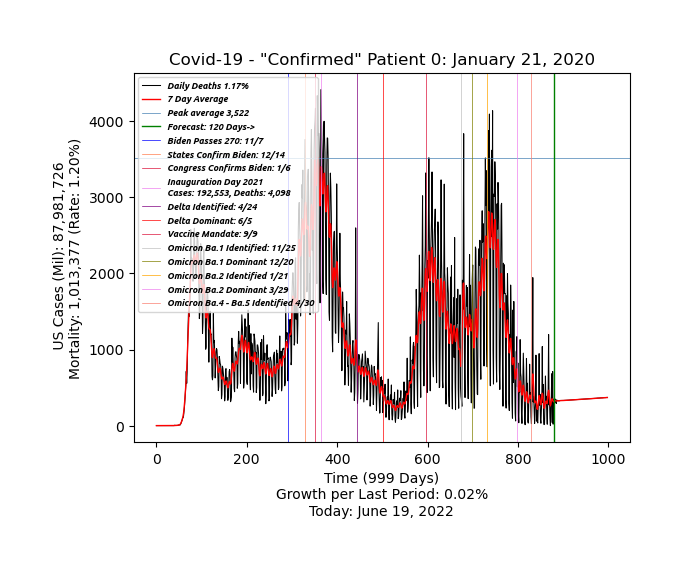 Covid-19 - "Confirmed" Patient 0: January 21, 2020
Daily Deaths 1.17%
7 Day Average
Peak average 3,522
Forecast: 120 Days->
Biden Passes 270: 11/7
States Confirm Biden: 12/14
Congress Confirms Biden: 1/6
Inauguration Day 2021
Cases: 192,553, Deaths: 4,098
Delta Identified: 4/24
Delta Dominant: 6/5
Vaccine Mandate: 9/9
Omicron Ba.1 Identified: 11/25
Omicron Ba.1 Dominant 12/20
Omicron Ba.2 Identified 1/21
Omicron Ba.2 Dominant 3/29
Omicron Ba.4 - Ba.5 Identified 4/30
US Cases (Mil): 87,981,726
Mortality: 1,013,377 (Rate: 1.20%)
4000
3000
2000
1000
0
0 200 400 600 800 1000
Time (999 Days)
Growth per Last Period: 0.02%
Today: June 19, 2022